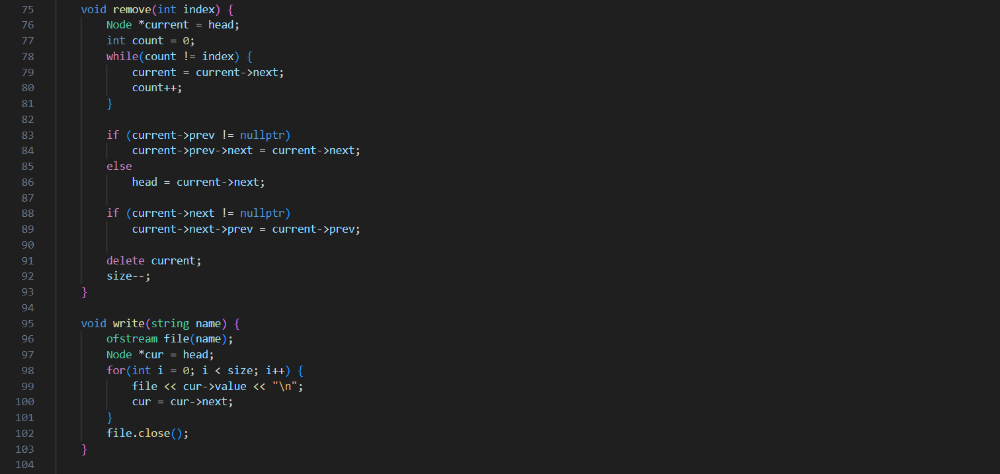 75 void remove(int index) {
76 Node *current = head;
77 int count = 0;
78 while(count != index) {
79 current = current->next;
80 count++;
81 }
82
83 if (current->prev != nullptr)
84 current->prev->next = current->next;
85 else
86 head = current->next;
87
88 if (current->next != nullptr)
89 current->next->prev = current->prev;
90
91 delete current;
92 size--;
93 }
94
95 void write(string name) {
96 ofstream file(name);
97 Node *cur = head;
98 for(int i = 0; i < size; i++) {
99 file << cur->value << "\n";
100 cur = cur->next;
101 }
102 file.close();
103 }
104